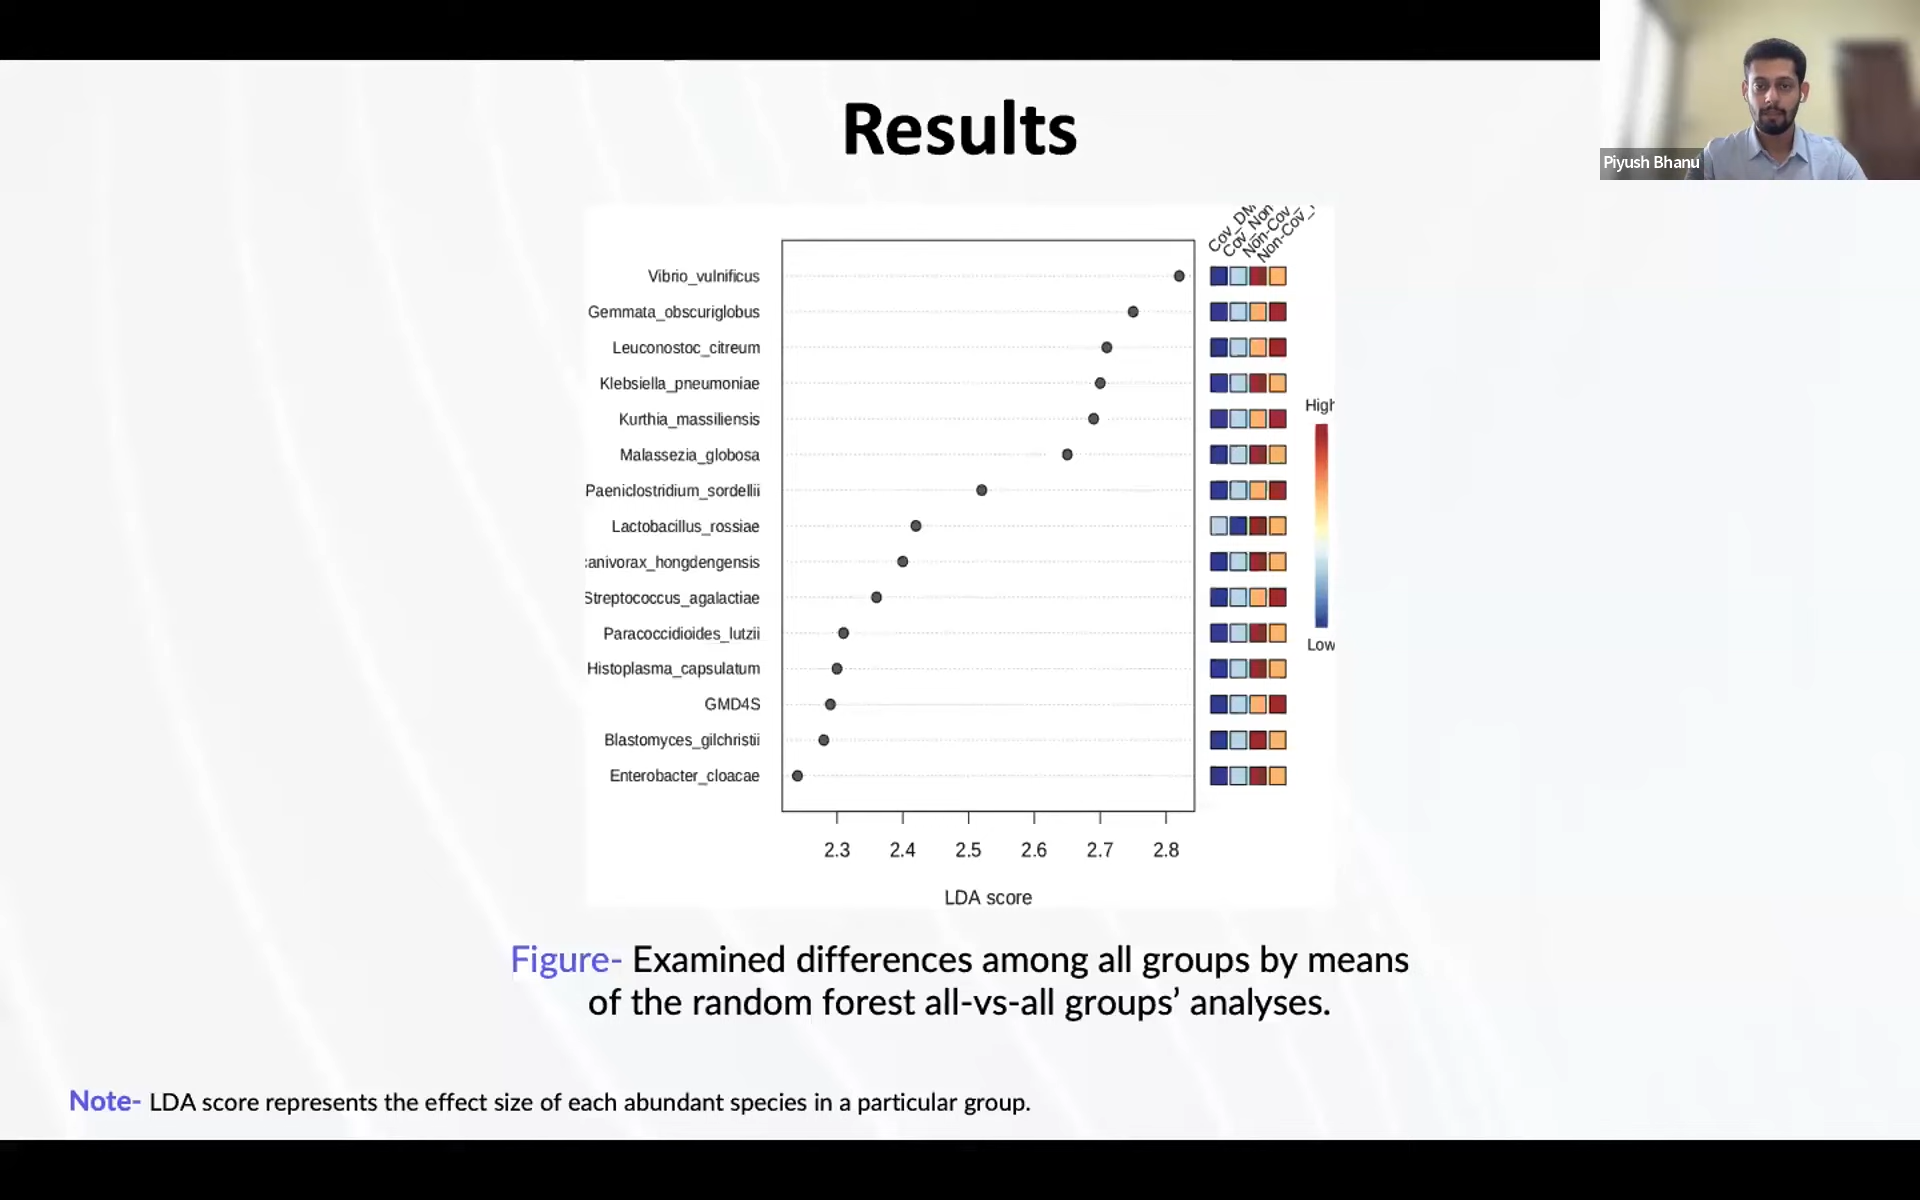 Results
Piyush Bhanu
Cov_DM
Cov_Non
Non-Cov_
Non-Cov_
Vibrio_vulnificus
Gemmata_obscuriglobus
Leuconostoc_citreum
Klebsiella_pneumoniae
Kurthia_massiliensis
Malassezia_globosa
Paeniclostridium_sordellii
Lactobacillus_rossiae
anivorax_hongdengensis
Streptococcus_agalactiae
Paracoccidioides_lutzii
Histoplasma_capsulatum
GMD4S
Blastomyces_gilchristii
Enterobacter_cloacae
High
Low
2.3 2.4 2.5 2.6 2.7 2.8
LDA score
Figure- Examined differences among all groups by means
of the random forest all-vs-all groups’ analyses.
Note- LDA score represents the effect size of each abundant species in a particular group.